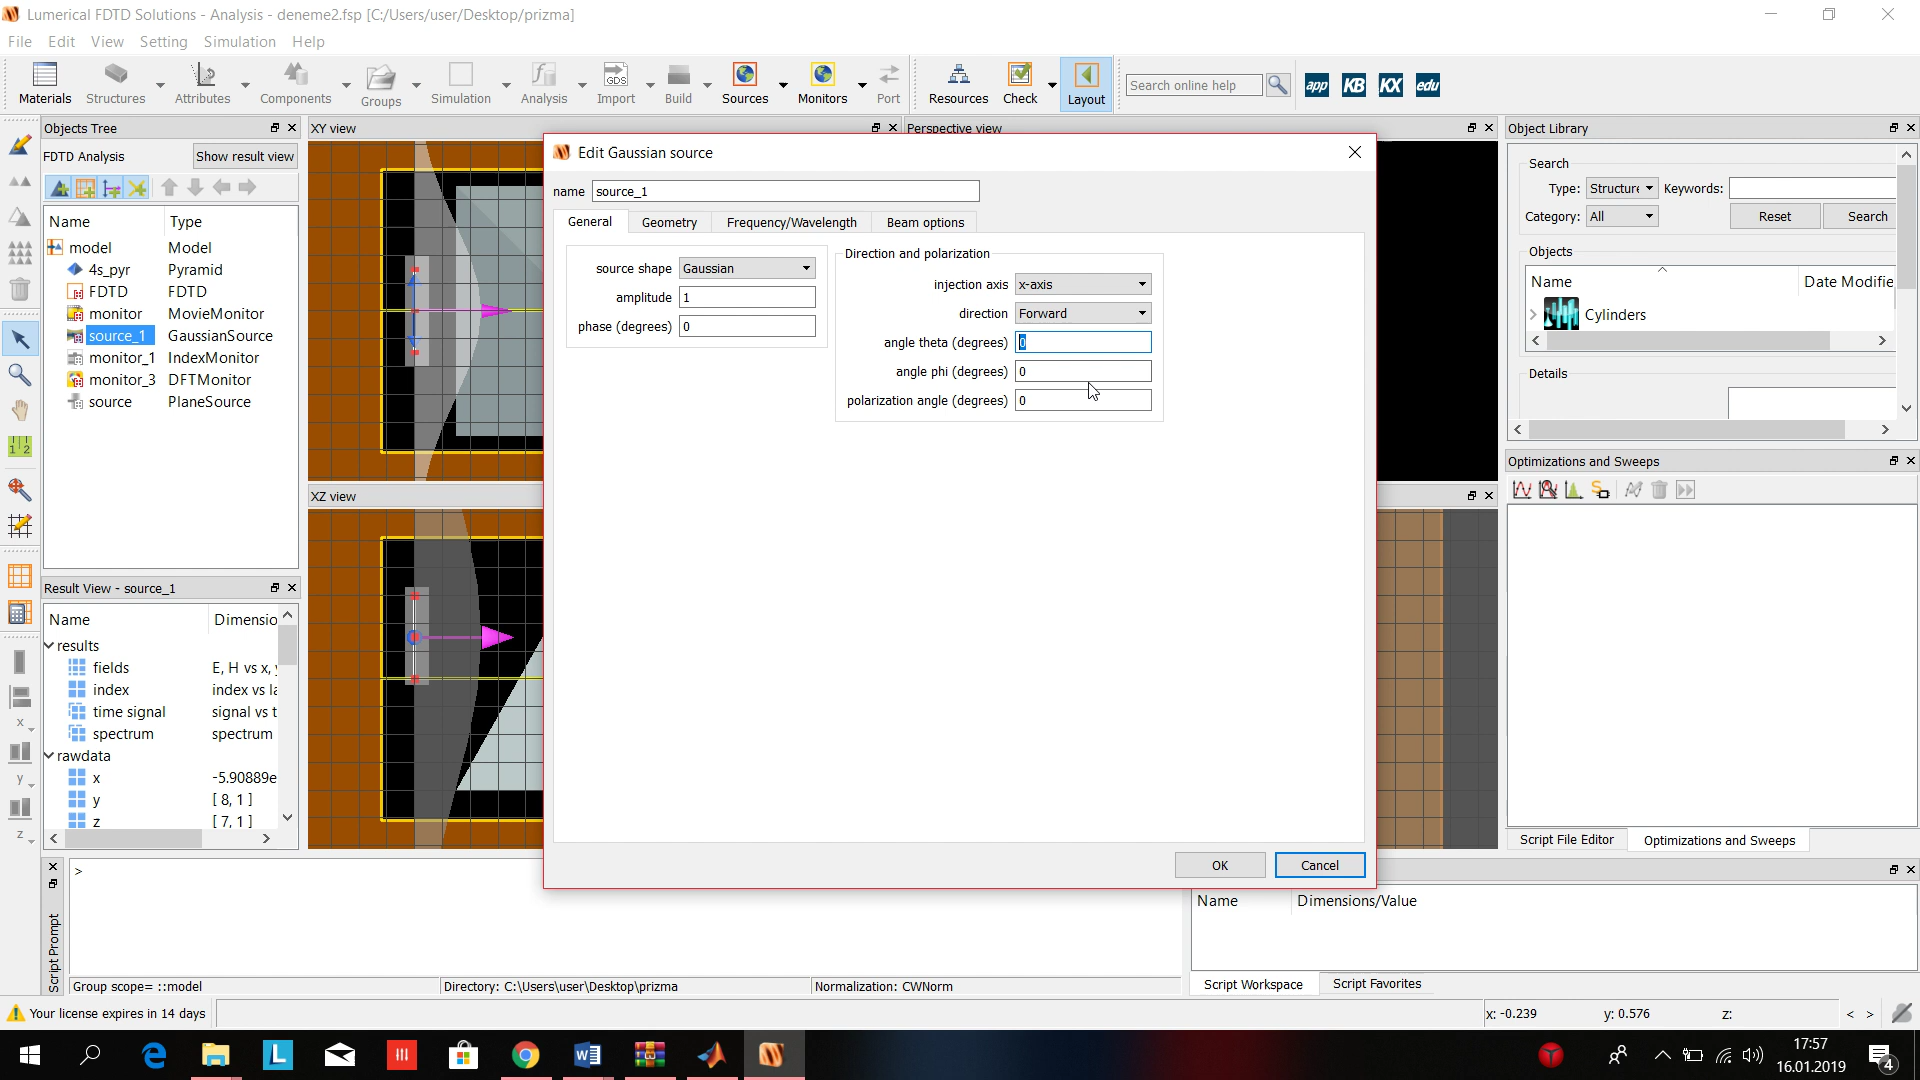 Lumerical FDTD Solutions - Analysis - deneme2.fsp [C:/Users/user/Desktop/prizma]
File Edit View Setting Simulation Help
Materials Structures Attributes Components Groups Simulation Analysis Import Build Sources Monitors Port Resources Check Layout Search online help app KB KX edu
GDS
Objects Tree
FDTD Analysis Show result view
Name Type
model Model
4s_pyr Pyramid
FDTD FDTD
monitor MovieMonitor
source_1 GaussianSource
monitor_1 IndexMonitor
monitor_3 DFTMonitor
source PlaneSource
Result View - source_1
Name Dimensio
results
fields E, H vs x,
index index vs
time signal signal vs t
spectrum spectrum
rawdata
x -5.90889e
y [ 8, 1 ]
z [ 7, 1 ]
x
y
z
1 2
XY view
Perspective view
XZ view
Edit Gaussian source
name source_1
General Geometry Frequency/Wavelength Beam options
source shape Gaussian
amplitude 1
phase (degrees) 0
Direction and polarization
injection axis x-axis
direction Forward
angle theta (degrees) 0
angle phi (degrees) 0
polarization angle (degrees) 0
OK Cancel
Object Library
Search
Type: Structure Keywords:
Category: All Reset Search
Objects
Name Date Modifie
Cylinders
Details
Optimizations and Sweeps
Script File Editor Optimizations and Sweeps
Script Prompt
>
Group scope= ::model Directory: C:\Users\user\Desktop\prizma Normalization: CWNorm
Name Dimensions/Value
Script Workspace Script Favorites
Your license expires in 14 days
x: -0.239 y: 0.576 z:
17:57
16.01.2019
4